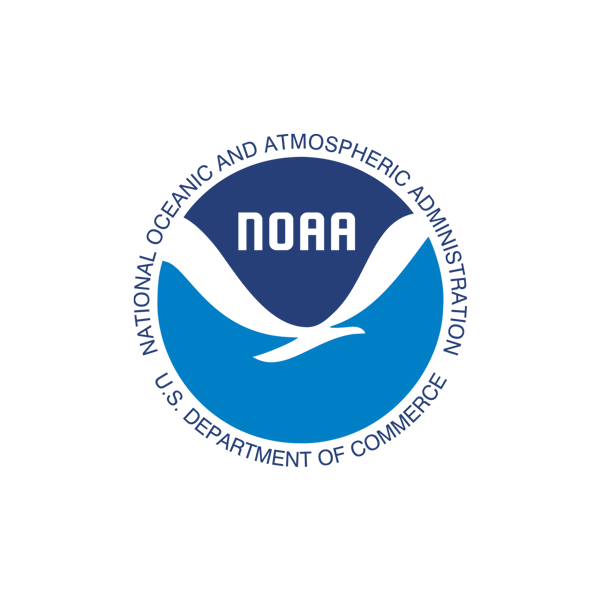 NATIONAL OCEANIC AND ATMOSPHERIC ADMINISTRATION
NOAA
U.S. DEPARTMENT OF COMMERCE